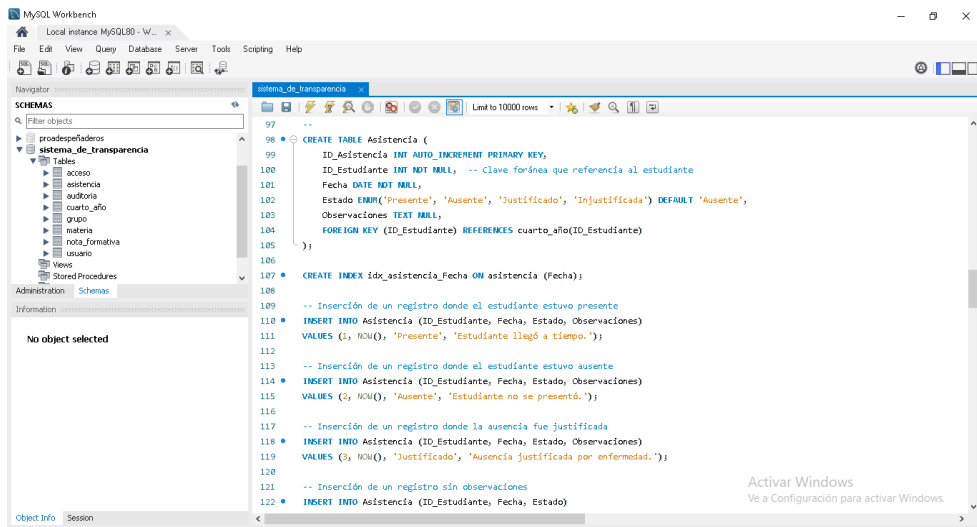 MySQL Workbench
Local instance MySQL80 - W...
File Edit View Query Database Server Tools Scripting Help
Navigator
SCHEMAS
Filter objects
proadespeñaderos
sistema_de_transparencia
Tables
acceso
asistencia
auditoria
cuarto_año
grupo
materia
nota_formativa
usuario
Views
Stored Procedures
Administration Schemas
Information
No object selected
Object Info Session
sistema_de_transparencia
Limit to 10000 rows
97 --
98 CREATE TABLE Asistencia (
99 ID_Asistencia INT AUTO_INCREMENT PRIMARY KEY,
100 ID_Estudiante INT NOT NULL, -- Clave foránea que referencia al estudiante
101 Fecha DATE NOT NULL,
102 Estado ENUM('Presente', 'Ausente', 'Justificado', 'Injustificada') DEFAULT 'Ausente',
103 Observaciones TEXT NULL,
104 FOREIGN KEY (ID_Estudiante) REFERENCES cuarto_año(ID_Estudiante)
105 );
106
107 CREATE INDEX idx_asistencia_Fecha ON asistencia (Fecha);
108
109 -- Inserción de un registro donde el estudiante estuvo presente
110 INSERT INTO Asistencia (ID_Estudiante, Fecha, Estado, Observaciones)
111 VALUES (1, NOW(), 'Presente', 'Estudiante llegó a tiempo.');
112
113 -- Inserción de un registro donde el estudiante estuvo ausente
114 INSERT INTO Asistencia (ID_Estudiante, Fecha, Estado, Observaciones)
115 VALUES (2, NOW(), 'Ausente', 'Estudiante no se presentó.');
116
117 -- Inserción de un registro donde la ausencia fue justificada
118 INSERT INTO Asistencia (ID_Estudiante, Fecha, Estado, Observaciones)
119 VALUES (3, NOW(), 'Justificado', 'Ausencia justificada por enfermedad.');
120
121 -- Inserción de un registro sin observaciones
122 INSERT INTO Asistencia (ID_Estudiante, Fecha, Estado)
Activar Windows
Ve a Configuración para activar Windows.